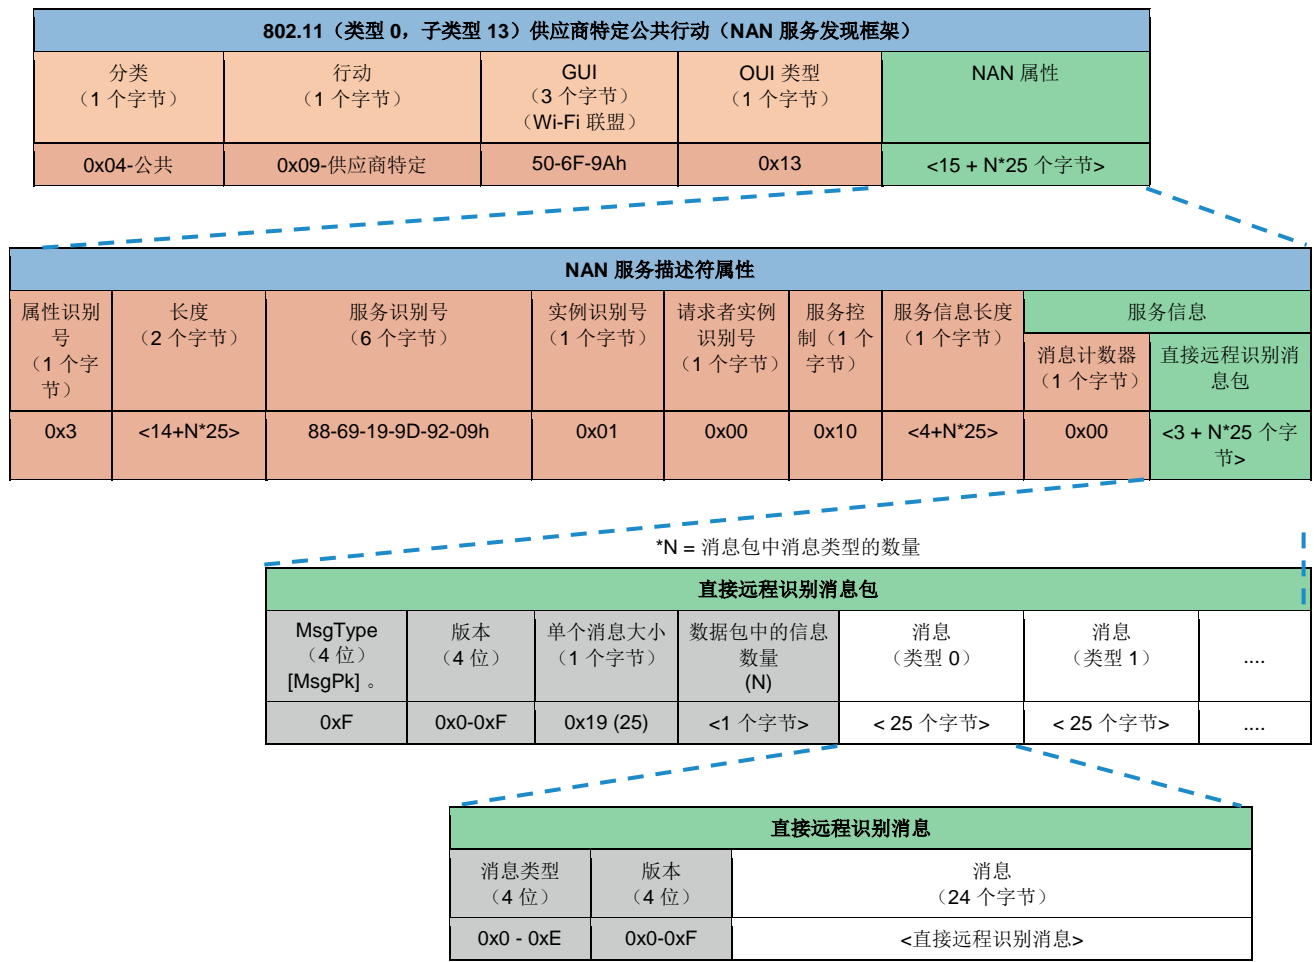 802.11（类型 0，子类型 13）供应商特定公共行动（NAN 服务发现框架）
分类
（1 个字节）
行动
（1 个字节）
GUI
（3 个字节）
（Wi-Fi 联盟）
OUI 类型
（1 个字节）
NAN 属性
0x04-公共
0x09-供应商特定
50-6F-9Ah
0x13
<15 + N*25 个字节>
NAN 服务描述符属性
属性识别
号
（1 个字
节）
长度
（2 个字节）
服务识别号
（6 个字节）
实例识别号
（1 个字节）
请求者实例
识别号
（1 个字节）
服务控
制（1 个
字节）
服务信息长度
（1 个字节）
服务信息
消息计数器
（1 个字节）
直接远程识别消
息包
0x3
<14+N*25>
88-69-19-9D-92-09h
0x01
0x00
0x10
<4+N*25>
0x00
<3 + N*25 个字
节>
*N = 消息包中消息类型的数量
直接远程识别消息包
MsgType
（4 位）
[MsgPk] 。
版本
（4 位）
单个消息大小
（1 个字节）
数据包中的信息
数量
(N)
消息
（类型 0）
消息
（类型 1）
....
0xF
0x0-0xF
0x19 (25)
<1 个字节>
< 25 个字节>
< 25 个字节>
....
直接远程识别消息
消息类型
（4 位）
版本
（4 位）
消息
（24 个字节）
0x0 - 0xE
0x0-0xF
<直接远程识别消息>